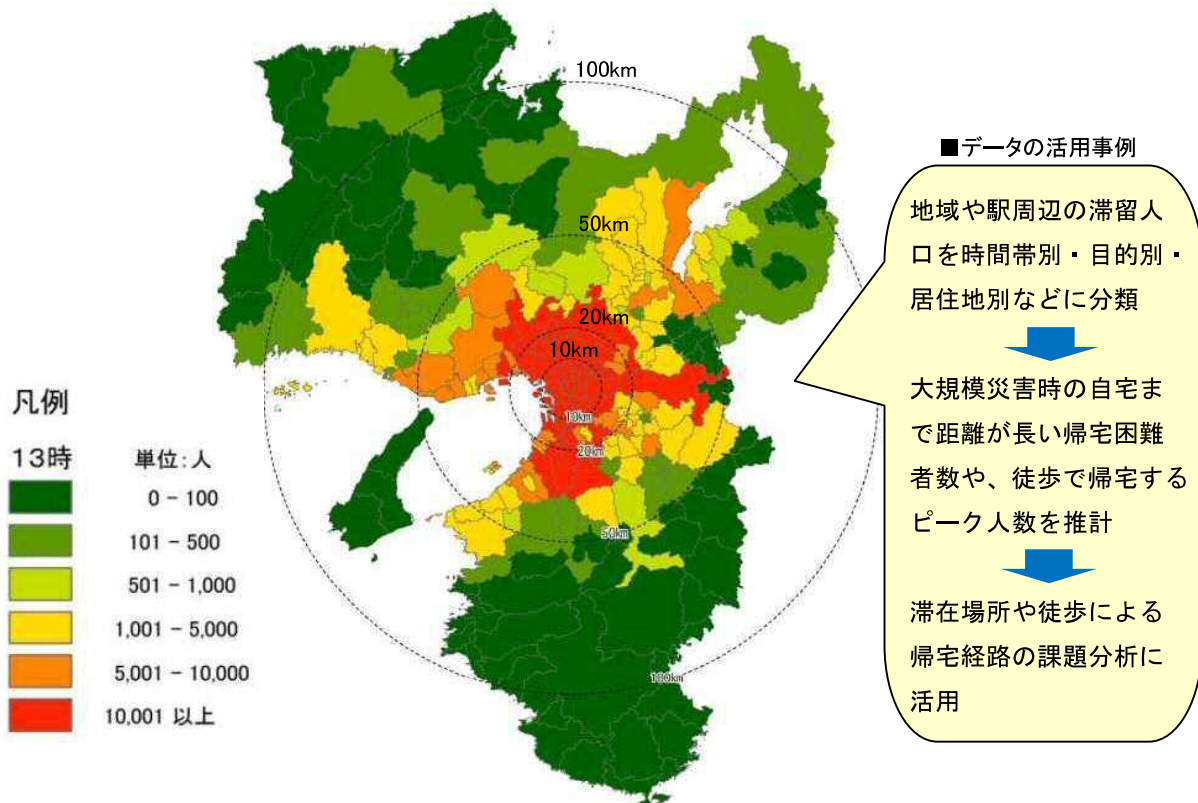 100km
50km
20km
10km
10km
20km
50km
100km
凡例
13時
単位:人
0 - 100
101 - 500
501 - 1,000
1,001 - 5,000
5,001 - 10,000
10,001 以上
■データの活用事例
地域や駅周辺の滞留人
口を時間帯別・目的別・
居住地別などに分類
大規模災害時の自宅ま
で距離が長い帰宅困難
者数や、徒歩で帰宅する
ピーク人数を推計
滞在場所や徒歩による
帰宅経路の課題分析に
活用